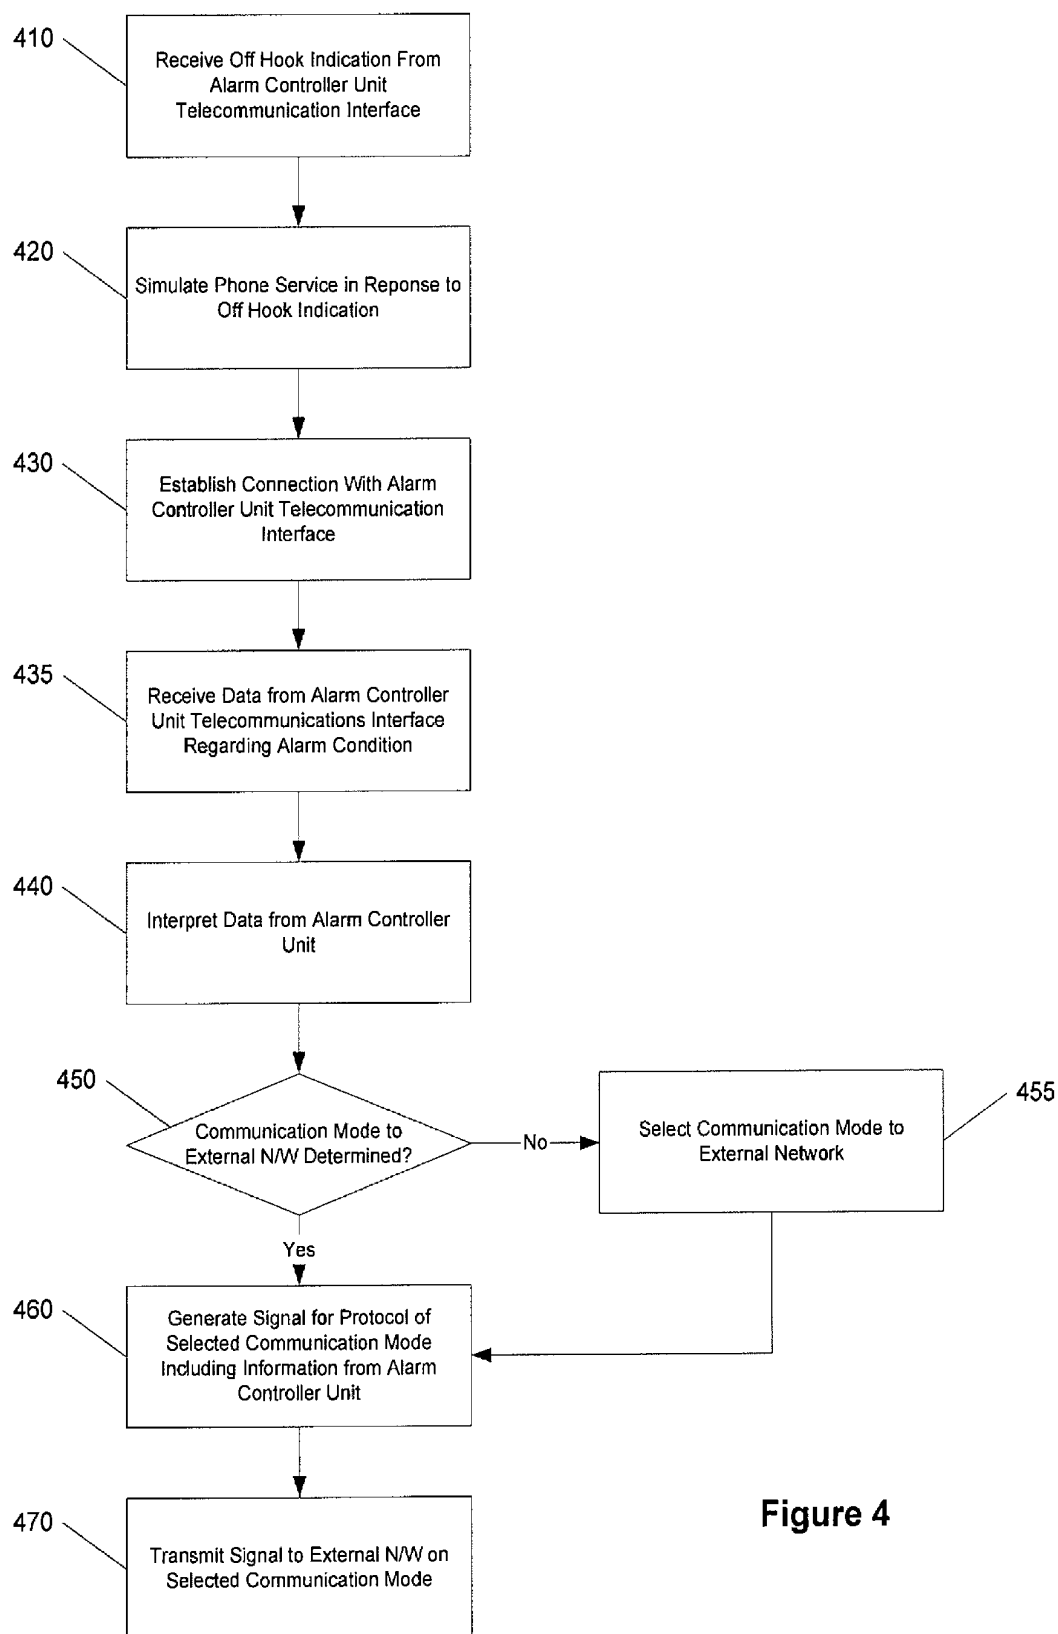 410
Receive Off Hook Indication From
Alarm Controller Unit
Telecommunication Interface
420
Simulate Phone Service in Reponse to
Off Hook Indication
430
Establish Connection With Alarm
Controller Unit Telecommunication
Interface
435
Receive Data from Alarm Controller
Unit Telecommunications Interface
Regarding Alarm Condition
440
Interpret Data from Alarm Controller
Unit
450
Communication Mode to
External N/W Determined?
No
Select Communication Mode to
External Network
455
Yes
460
Generate Signal for Protocol of
Selected Communication Mode
Including Information from Alarm
Controller Unit
470
Transmit Signal to External N/W on
Selected Communication Mode
Figure 4